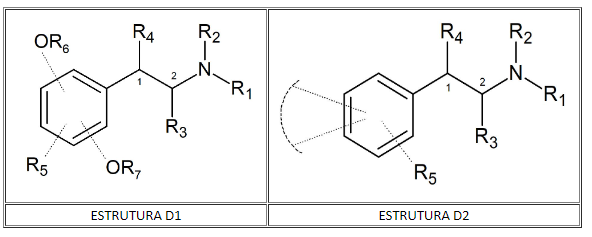 OR6
R4
R2
1
2
N
R1
R3
R5
OR7
R4
R2
1
2
N
R1
R3
R5
ESTRUTURA D1
ESTRUTURA D2